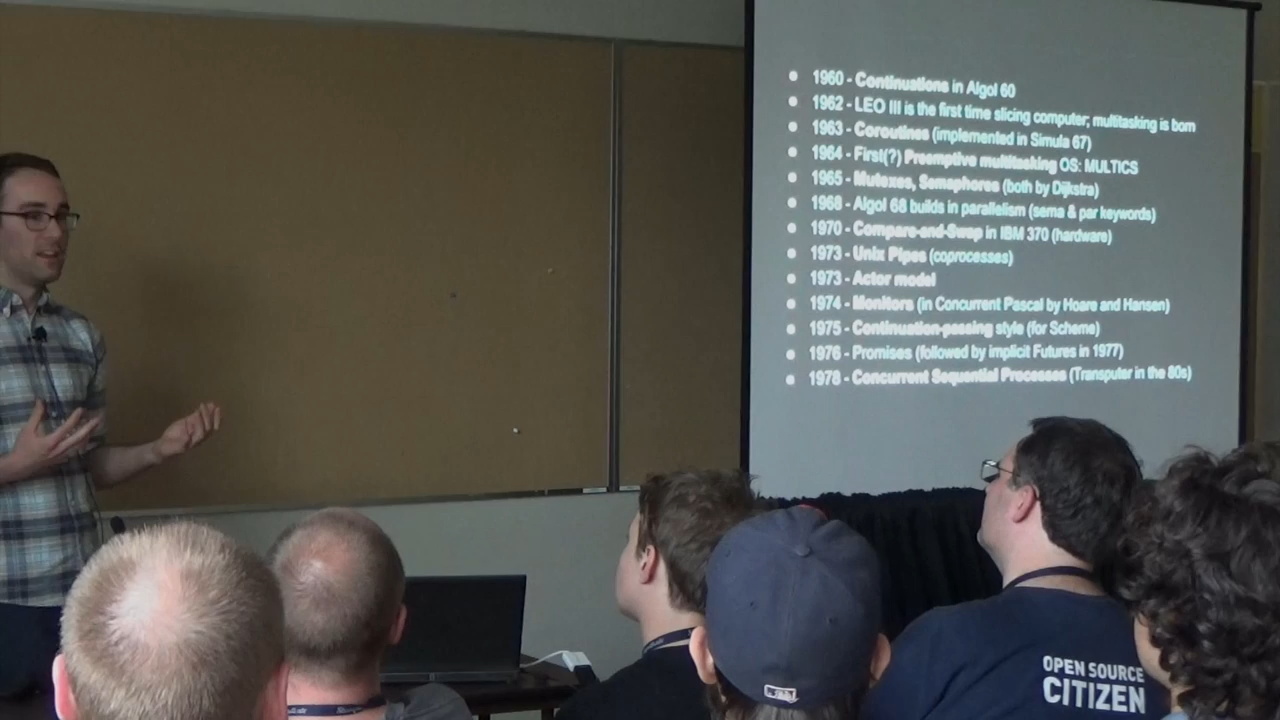 1960 - Continuations in Algol 60
1962 - LEO III is the first time slicing computer; multitasking is born
1963 - Coroutines (implemented in Simula 67)
1964 - First(?) Preemptive multitasking OS: MULTICS
1965 - Mutexes, Semaphores (both by Dijkstra)
1968 - Algol 68 builds in parallelism (sema & par keywords)
1970 - Compare-and-Swap in IBM 370 (hardware)
1973 - Unix Pipes (coprocesses)
1973 - Actor model
1974 - Monitors (in Concurrent Pascal by Hoare and Hansen)
1975 - Continuation-passing style (for Scheme)
1976 - Promises (followed by implicit Futures in 1977)
1978 - Concurrent Sequential Processes (Transputer in the 80s)
OPEN SOURCE
CITIZEN